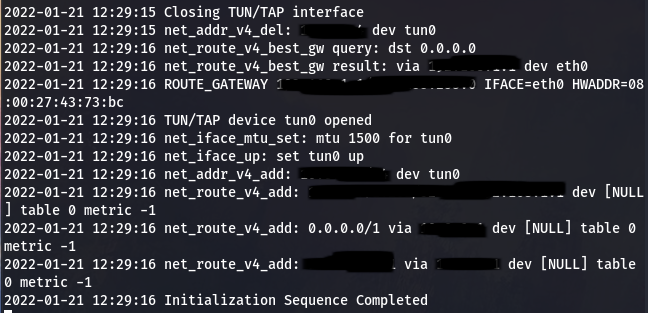 2022-01-21 12:29:15 Closing TUN/TAP interface
2022-01-21 12:29:15 net_addr_v4_del: dev tun0
2022-01-21 12:29:16 net_route_v4_best_gw query: dst 0.0.0.0
2022-01-21 12:29:16 net_route_v4_best_gw result: via dev eth0
2022-01-21 12:29:16 ROUTE_GATEWAY IFACE=eth0 HWADDR=08
:00:27:43:73:bc
2022-01-21 12:29:16 TUN/TAP device tun0 opened
2022-01-21 12:29:16 net_iface_mtu_set: mtu 1500 for tun0
2022-01-21 12:29:16 net_iface_up: set tun0 up
2022-01-21 12:29:16 net_addr_v4_add: dev tun0
2022-01-21 12:29:16 net_route_v4_add: dev [NULL
] table 0 metric -1
2022-01-21 12:29:16 net_route_v4_add: 0.0.0.0/1 via dev [NULL] table 0
metric -1
2022-01-21 12:29:16 net_route_v4_add: via dev [NULL] table
0 metric -1
2022-01-21 12:29:16 Initialization Sequence Completed